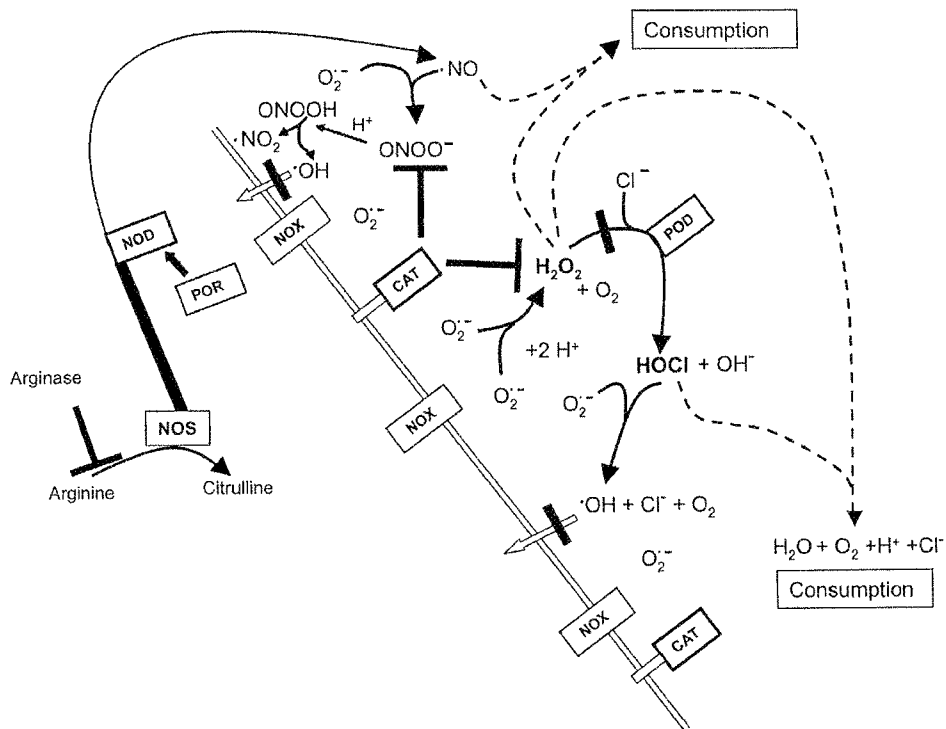 Consumption
O₂·⁻ ·NO
ONOOH
H⁺
·NO₂ ONOO⁻
·OH
Cl⁻
O₂·⁻
NOX
POD
NOD
CAT
H₂O₂
+ O₂
POR
O₂·⁻
+2 H⁺
HOCl + OH⁻
Arginase
O₂·⁻
O₂·⁻
NOX
NOS
Arginine
Citrulline
·OH + Cl⁻ + O₂
H₂O + O₂ +H⁺ +Cl⁻
O₂·⁻
Consumption
NOX
CAT